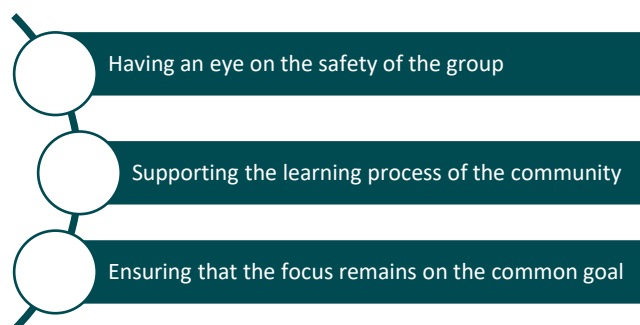 Having an eye on the safety of the group
Supporting the learning process of the community
Ensuring that the focus remains on the common goal